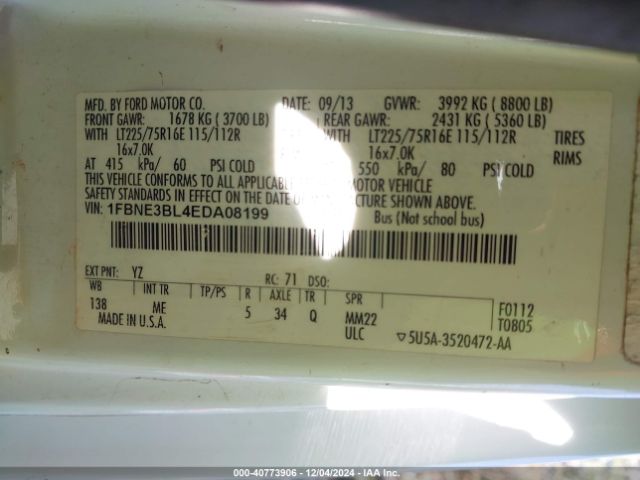 MFD. BY FORD MOTOR CO. DATE: 09/13 GVWR: 3992 KG ( 8800 LB)
FRONT GAWR: 1678 KG ( 3700 LB) REAR GAWR: 2431 KG ( 5360 LB)
WITH LT225/75R16E 115/112R WITH LT225/75R16E 115/112R TIRES
16x7.0K 16x7.0K RIMS
AT 415 kPa/ 60 PSI COLD 550 kPa/ 80 PSI COLD
THIS VEHICLE CONFORMS TO ALL APPLICABLE MOTOR VEHICLE
SAFETY STANDARDS IN EFFECT ON DATE OF MANUFACTURE SHOWN ABOVE.
VIN: 1FBNE3BL4EDA08199 Bus (Not school bus)
EXT PNT: YZ RC: 71 DSO:
WB INT TR TP/PS R AXLE TR SPR
138 ME 5 34 Q MM22 F0112
MADE IN U.S.A. ULC ▽5U5A-3520472-AA T0805
000-40773906 - 12/04/2024 - IAA Inc.